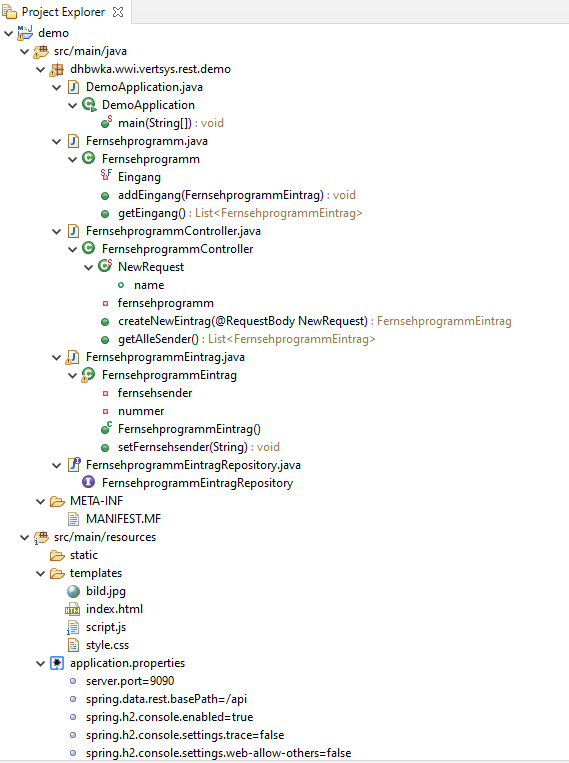 Project Explorer
demo
src/main/java
dhbwka.wwi.vertsys.rest.demo
DemoApplication.java
DemoApplication
main(String[]) : void
Fernsehprogramm.java
Fernsehprogramm
Eingang
addEingang(FernsehprogrammEintrag) : void
getEingang() : List<FernsehprogrammEintrag>
FernsehprogrammController.java
FernsehprogrammController
NewRequest
name
fernsehprogramm
createNewEintrag(@RequestBody NewRequest) : FernsehprogrammEintrag
getAlleSender() : List<FernsehprogrammEintrag>
FernsehprogrammEintrag.java
FernsehprogrammEintrag
fernsehsender
nummer
FernsehprogrammEintrag()
setFernsehsender(String) : void
FernsehprogrammEintragRepository.java
FernsehprogrammEintragRepository
META-INF
MANIFEST.MF
src/main/resources
static
templates
bild.jpg
index.html
script.js
style.css
application.properties
server.port=9090
spring.data.rest.basePath=/api
spring.h2.console.enabled=true
spring.h2.console.settings.trace=false
spring.h2.console.settings.web-allow-others=false